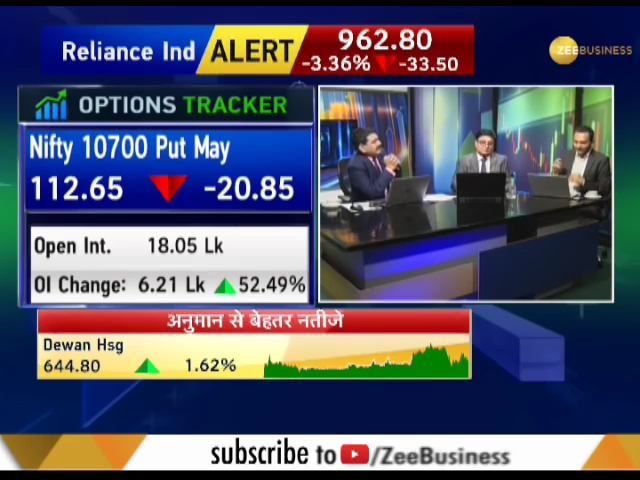 Reliance Ind ALERT 962.80
-3.36% -33.50
ZEE BUSINESS
OPTIONS TRACKER
Nifty 10700 Put May
112.65 -20.85
Open Int. 18.05 Lk
OI Change: 6.21 Lk 52.49%
अनुमान से बेहतर नतीजे
Dewan Hsg
644.80 1.62%
subscribe to /ZeeBusiness